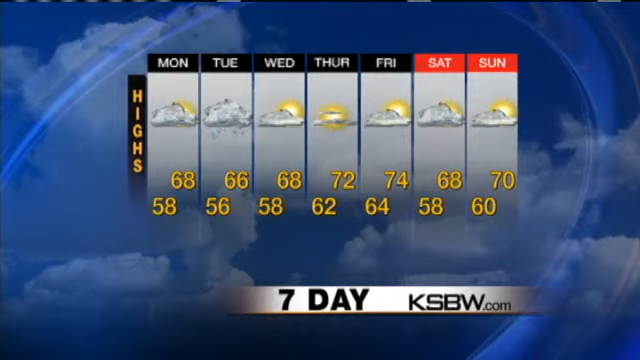 MON TUE WED THUR FRI SAT SUN
HIGHS
68 66 68 72 74 68 70
58 56 58 62 64 58 60
7 DAY KSBW.com